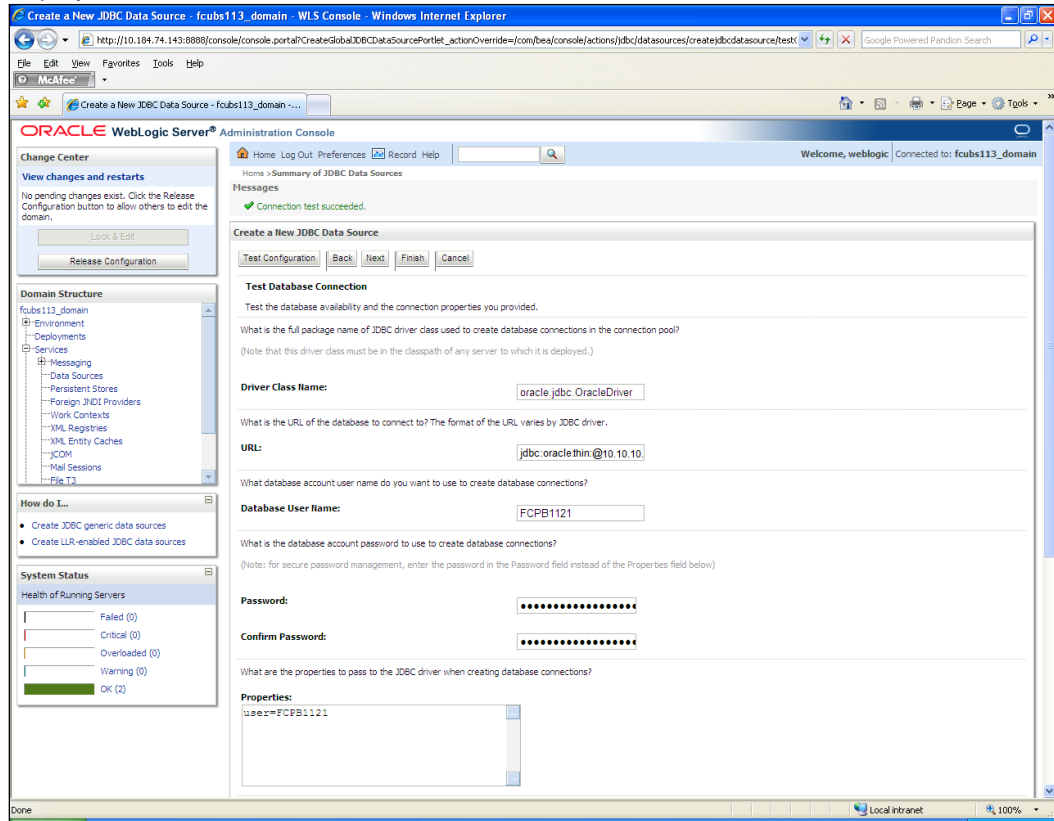 Create a New JDBC Data Source - fcubs113_domain - WLS Console - Windows Internet Explorer
http://10.184.74.143:8888/console/console.portal?CreateGlobalJDBCDataSourcePortlet_actionOverride=/com/bea/console/actions/jdbc/datasources/createjdbcdatasource/test(
Google Powered Pandion Search
File Edit View Favorites Tools Help
McAfee
Create a New JDBC Data Source - fcubs113_domain -...
Page Tools
ORACLE WebLogic Server® Administration Console
Change Center
View changes and restarts
No pending changes exist. Click the Release
Configuration button to allow others to edit the
domain.
Lock & Edit
Release Configuration
Domain Structure
fcubs113_domain
Environment
Deployments
Services
Messaging
Data Sources
Persistent Stores
Foreign JNDI Providers
Work Contexts
XML Registries
XML Entity Caches
jCOM
Mail Sessions
File T3
How do I...
Create JDBC generic data sources
Create LLR-enabled JDBC data sources
System Status
Health of Running Servers
Failed (0)
Critical (0)
Overloaded (0)
Warning (0)
OK (2)
Home Log Out Preferences Record Help
Welcome, weblogic Connected to: fcubs113_domain
Home >Summary of JDBC Data Sources
Messages
Connection test succeeded.
Create a New JDBC Data Source
Test Configuration Back Next Finish Cancel
Test Database Connection
Test the database availability and the connection properties you provided.
What is the full package name of JDBC driver class used to create database connections in the connection pool?
(Note that this driver class must be in the classpath of any server to which it is deployed.)
Driver Class Name: oracle.jdbc.OracleDriver
What is the URL of the database to connect to? The format of the URL varies by JDBC driver.
URL: jdbc:oracle:thin:@10.10.10.
What database account user name do you want to use to create database connections?
Database User Name: FCPB1121
What is the database account password to use to create database connections?
(Note: for secure password management, enter the password in the Password field instead of the Properties field below)
Password:
Confirm Password:
What are the properties to pass to the JDBC driver when creating database connections?
Properties:
user=FCPB1121
Done
Local intranet
100%